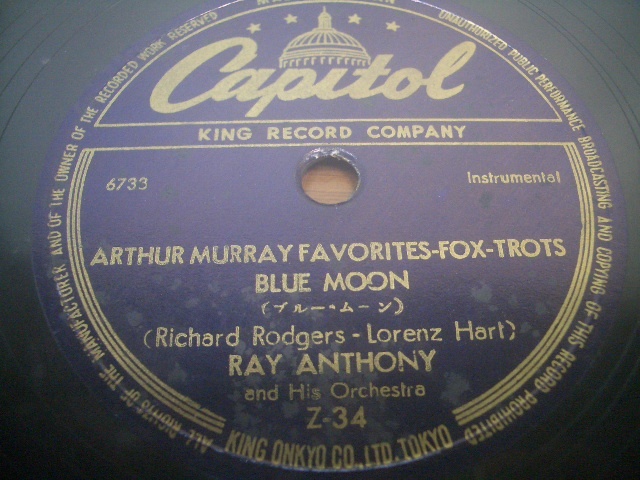 Capitol
KING RECORD COMPANY
6733
Instrumental
ARTHUR MURRAY FAVORITES-FOX-TROTS
BLUE MOON
(ブルー・ムーン)
(Richard Rodgers - Lorenz Hart)
RAY ANTHONY
and His Orchestra
Z-34
KING ONKYO CO., LTD. TOKYO
ALL RIGHTS OF THE MANUFACTURER AND OF THE OWNER OF THE RECORDED WORK RESERVED
UNAUTHORIZED PUBLIC PERFORMANCE BROADCASTING AND COPYING OF THIS RECORD PROHIBITED